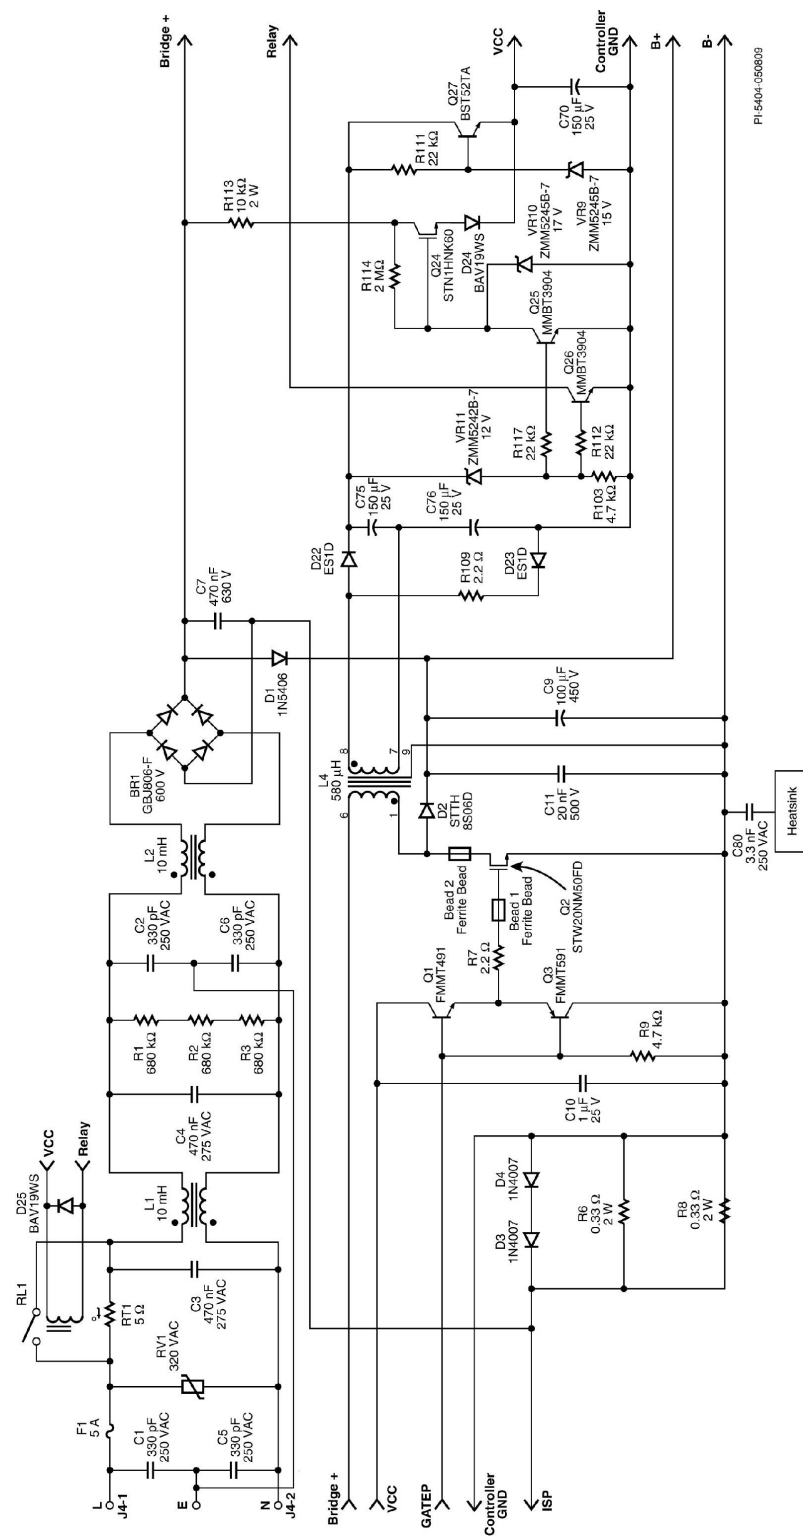 L
J4-1
E
N
J4-2
F1
5 A
C1
330 pF
250 VAC
C5
330 pF
250 VAC
RV1
320 VAC
RL1
RT1
5 Ω
o
t
D25
BAV19WS
VCC
Relay
C3
470 nF
275 VAC
L1
10 mH
C4
470 nF
275 VAC
R1
680 kΩ
R2
680 kΩ
R3
680 kΩ
C2
330 pF
250 VAC
C6
330 pF
250 VAC
L2
10 mH
BR1
GBJ806-F
600 V
C7
470 nF
630 V
D1
1N5406
R113
10 kΩ
2 W
Bridge +
Relay
VCC
Controller
GND
B+
B-
Bridge +
VCC
GATEP
Controller
GND
ISP
D3
1N4007
D4
1N4007
R6
0.33 Ω
2 W
R8
0.33 Ω
2 W
C10
1 µF
25 V
R9
4.7 kΩ
Q1
FMMT491
Q3
FMMT591
R7
2.2 Ω
Bead 1
Ferrite Bead
Bead 2
Ferrite Bead
Q2
STW20NM50FD
D2
STTH
8S06D
L4
580 µH
6
1
8
7
9
C11
20 nF
500 V
C9
100 µF
450 V
C80
3.3 nF
250 VAC
Heatsink
D22
ES1D
R109
2.2 Ω
D23
ES1D
C75
150 µF
25 V
C76
150 µF
25 V
VR11
ZMM5242B-7
12 V
R117
22 kΩ
R112
22 kΩ
R103
4.7 kΩ
R114
2 MΩ
Q24
STN1HNK60
D24
BAV19WS
Q25
MMBT3904
Q26
MMBT3904
VR10
ZMM5245B-7
17 V
VR9
ZMM5245B-7
15 V
R111
22 kΩ
Q27
BST52TA
C70
150 µF
25 V
PI-5404-050809